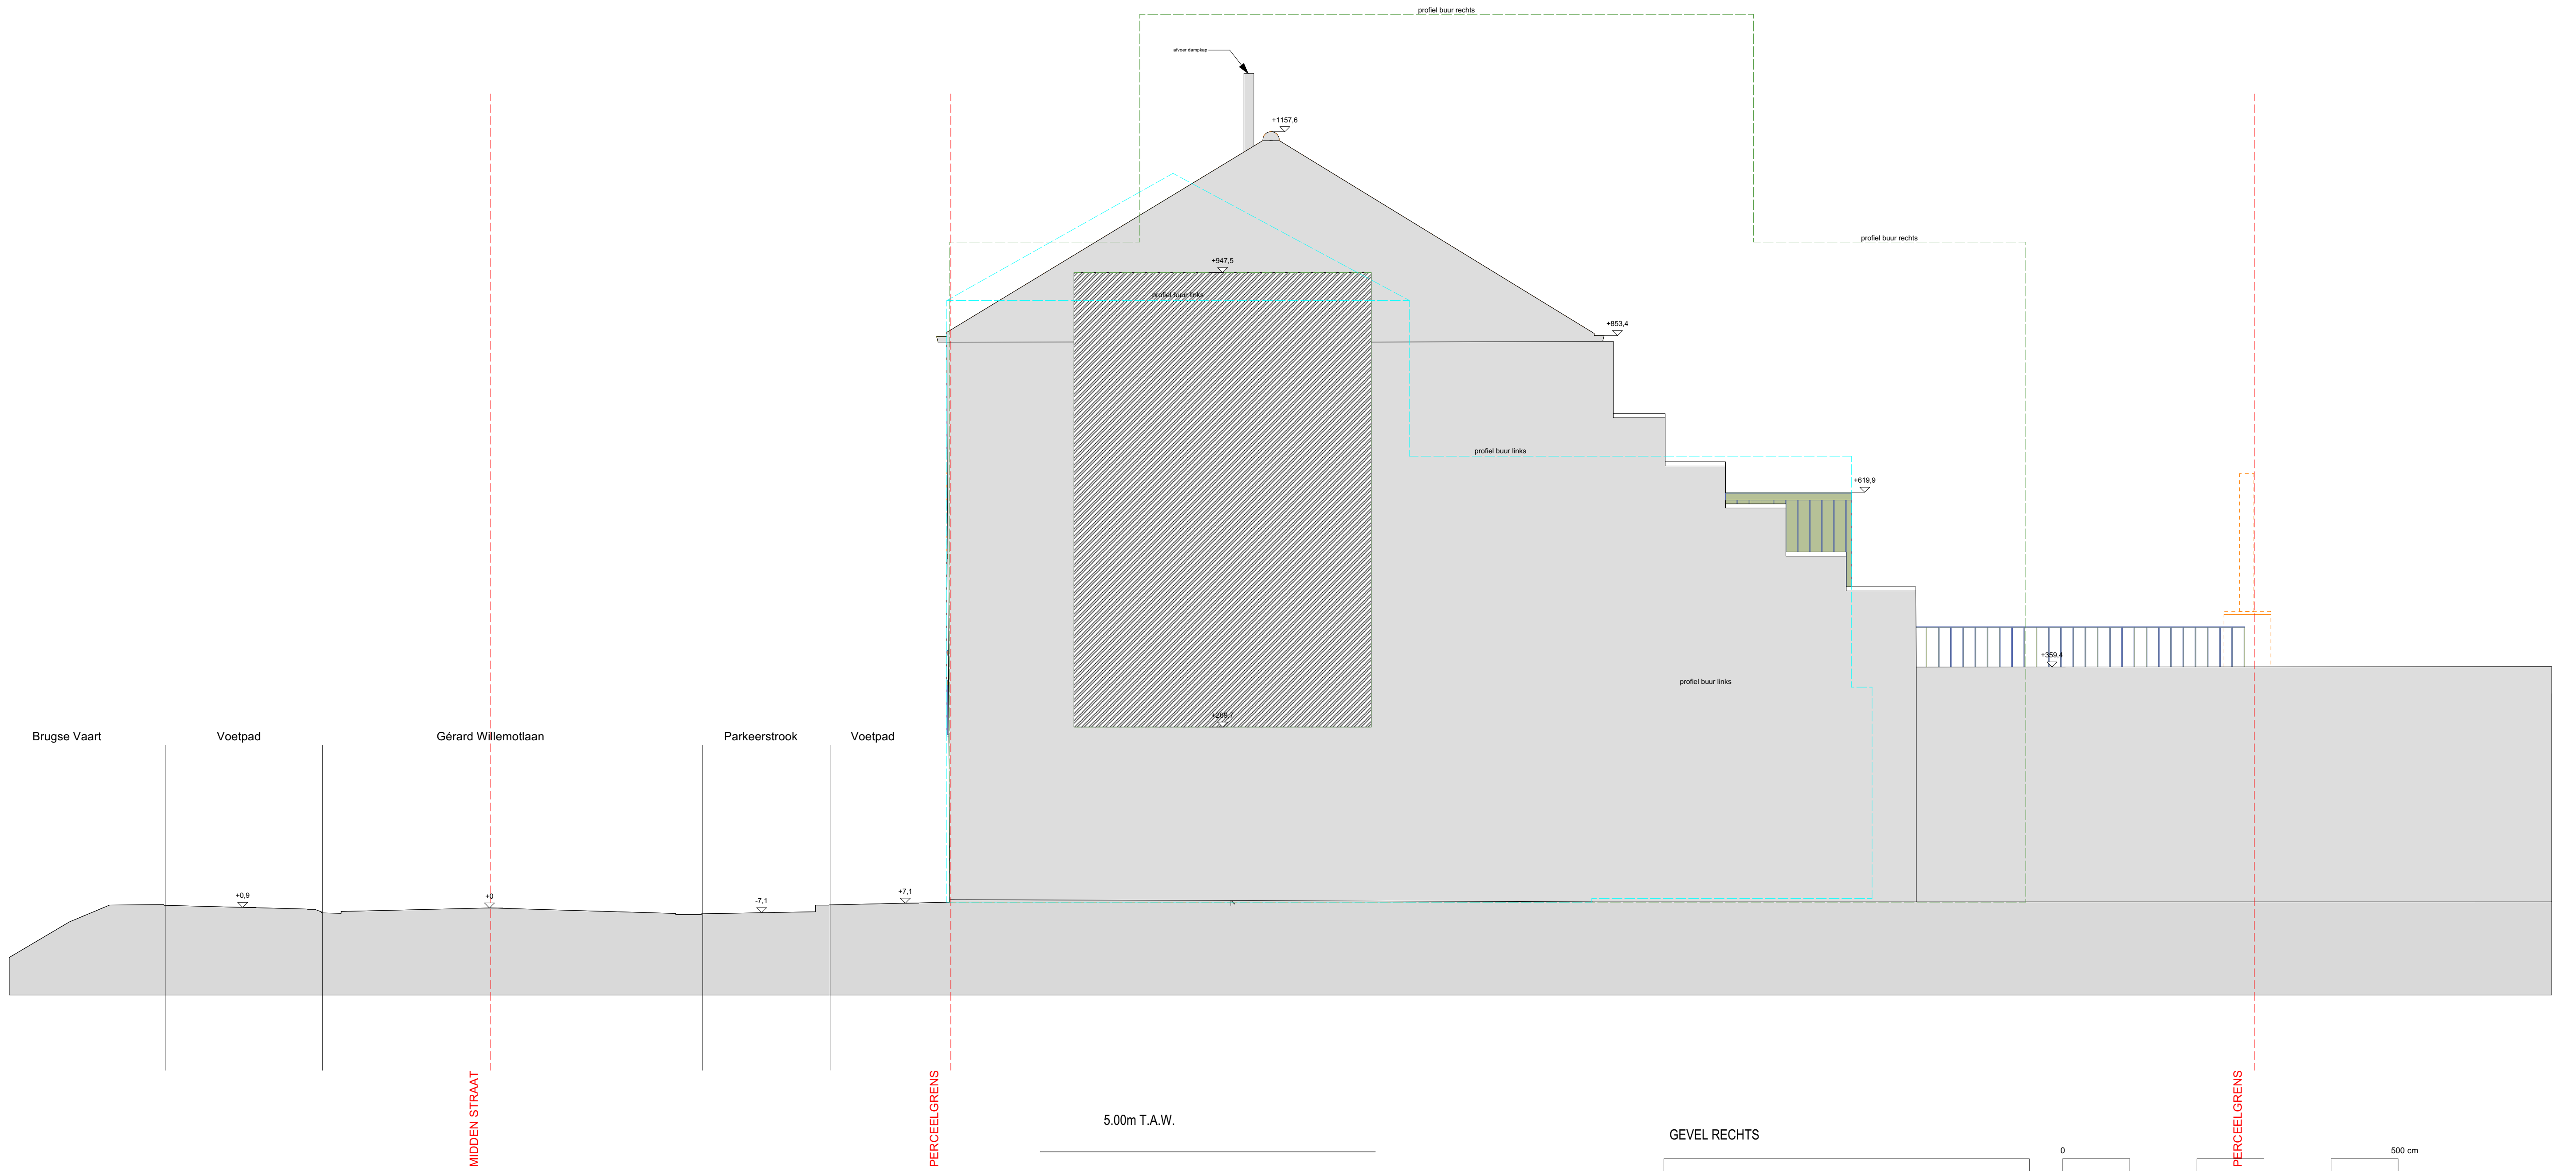 profiel buur rechts
afvoer dampkap
+1157,6
profiel buur rechts
+947,5
profiel buur links
+853,4
profiel buur links
+619,9
+359,4
profiel buur links
+289,7
Brugse Vaart
Voetpad
Gérard Willemotlaan
Parkeerstrook
Voetpad
+0,9
+0
-7,1
+7,1
MIDDEN STRAAT
PERCEELGRENS
PERCEELGRENS
5.00m T.A.W.
GEVEL RECHTS
0
500 cm